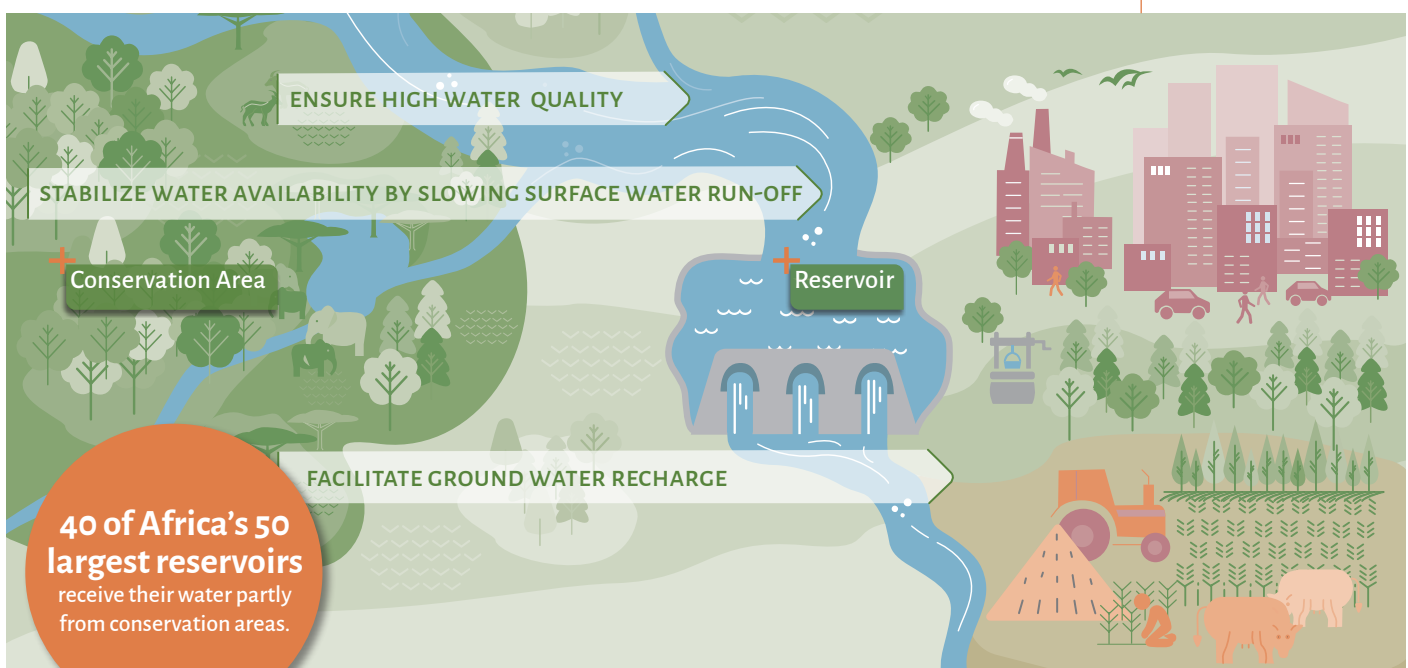 ENSURE HIGH WATER QUALITY
STABILIZE WATER AVAILABILITY BY SLOWING SURFACE WATER RUN-OFF
Conservation Area
Reservoir
FACILITATE GROUND WATER RECHARGE
40 of Africa’s 50
largest reservoirs
receive their water partly
from conservation areas.